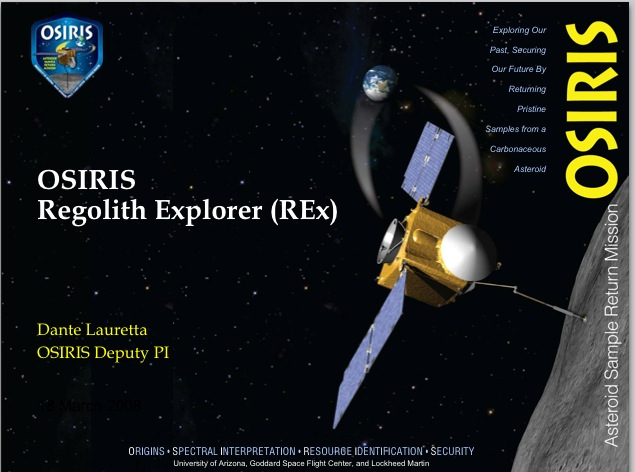 OSIRIS
Exploring Our
Past, Securing
Our Future By
Returning
Pristine
Samples from a
Carbonaceous
Asteroid
OSIRIS
Asteroid Sample Return Mission
OSIRIS
Regolith Explorer (REx)
Dante Lauretta
OSIRIS Deputy PI
March 2008
ORIGINS • SPECTRAL INTERPRETATION • RESOURCE IDENTIFICATION • SECURITY
University of Arizona, Goddard Space Flight Center, and Lockheed Martin